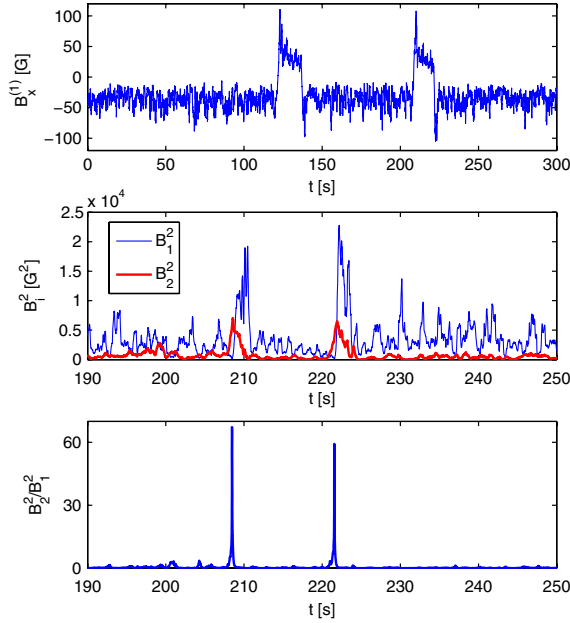 100
50
0
−50
−100
B_x^(1) [G]
0 50 100 150 200 250 300
t [s]
x 10^4
2.5
2
1.5
1
0.5
0
B_i^2 [G^2]
B_1^2
B_2^2
190 200 210 220 230 240 250
t [s]
60
30
0
B_2^2/B_1^2
190 200 210 220 230 240 250
t [s]